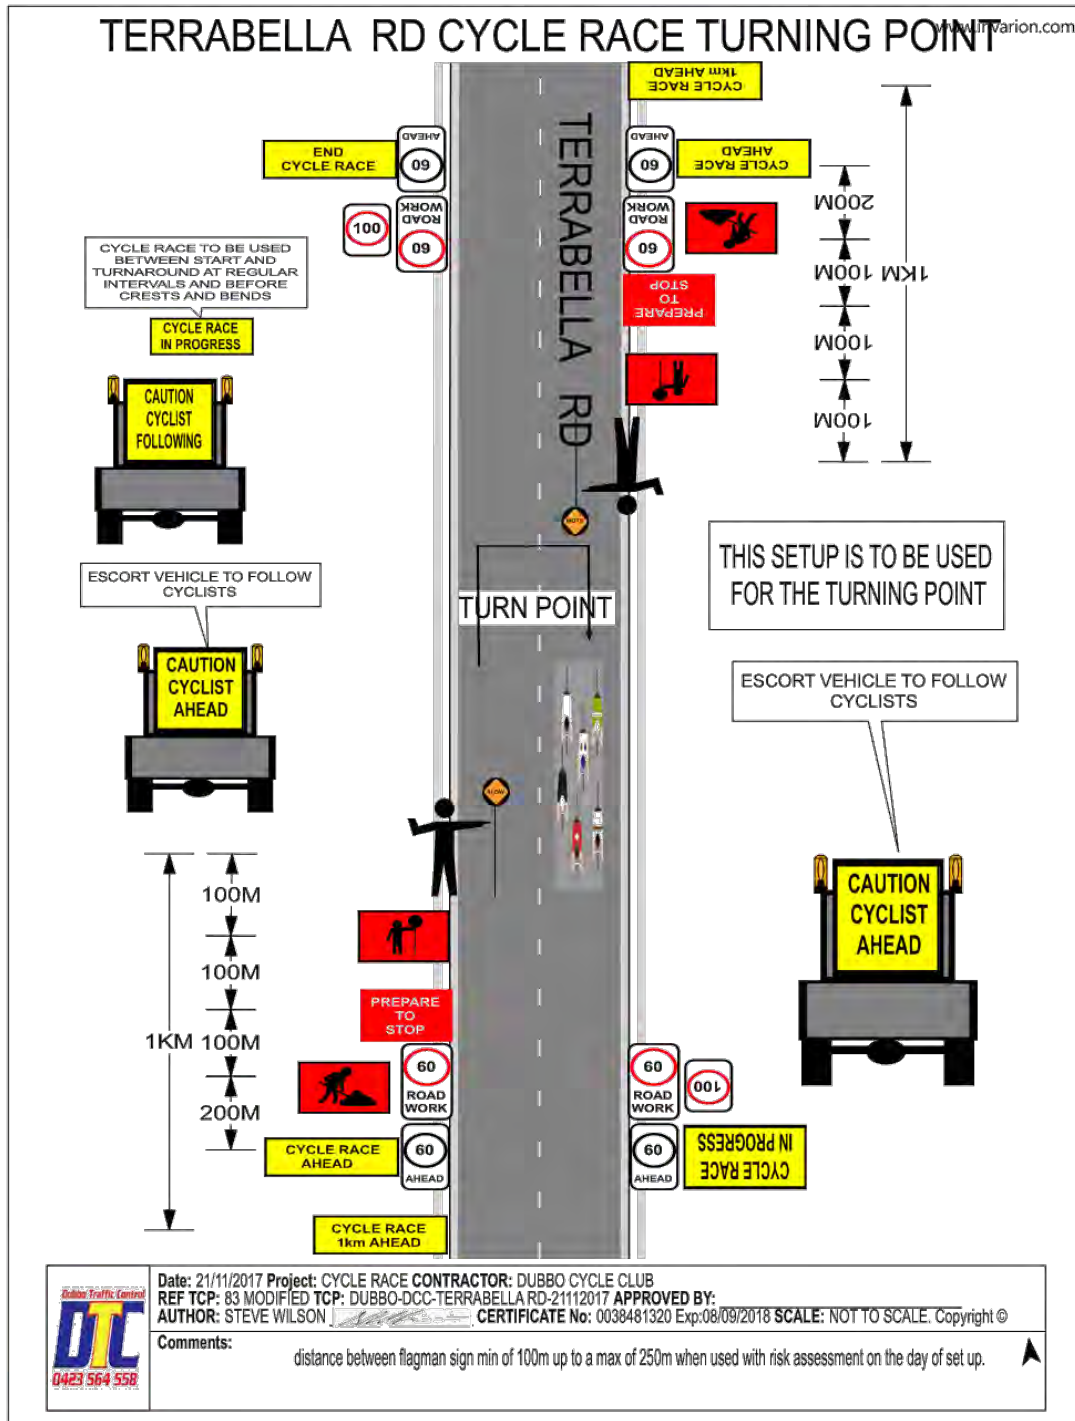 TERRABELLA RD CYCLE RACE TURNING POINT
www.invarion.com
CYCLE RACE
1km AHEAD
END
CYCLE RACE
60
AHEAD
60
AHEAD
CYCLE RACE
AHEAD
100
ROAD
WORK
60
ROAD
WORK
60
200M
100M
100M
100M
1KM
TERRABELLA RD
CYCLE RACE TO BE USED
BETWEEN START AND
TURNAROUND AT REGULAR
INTERVALS AND BEFORE
CRESTS AND BENDS
CYCLE RACE
IN PROGRESS
PREPARE
TO
STOP
CAUTION
CYCLIST
FOLLOWING
THIS SETUP IS TO BE USED
FOR THE TURNING POINT
ESCORT VEHICLE TO FOLLOW
CYCLISTS
TURN POINT
CAUTION
CYCLIST
AHEAD
ESCORT VEHICLE TO FOLLOW
CYCLISTS
SLOW
CAUTION
CYCLIST
AHEAD
100M
100M
100M
200M
1KM
PREPARE
TO
STOP
60
ROAD
WORK
60
ROAD
WORK
100
CYCLE RACE
AHEAD
60
AHEAD
60
AHEAD
CYCLE RACE
IN PROGRESS
CYCLE RACE
1km AHEAD
Dubbo Traffic Control
DTC
0423 564 558
Date: 21/11/2017 Project: CYCLE RACE CONTRACTOR: DUBBO CYCLE CLUB
REF TCP: 83 MODIFIED TCP: DUBBO-DCC-TERRABELLA RD-21112017 APPROVED BY:
AUTHOR: STEVE WILSON CERTIFICATE No: 0038481320 Exp:08/09/2018 SCALE: NOT TO SCALE. Copyright ©
Comments:
distance between flagman sign min of 100m up to a max of 250m when used with risk assessment on the day of set up.